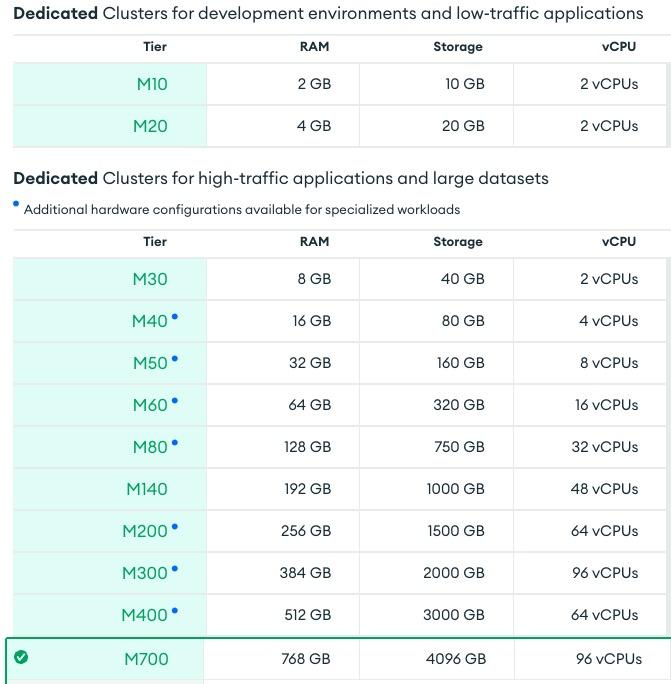 Dedicated Clusters for development environments and low-traffic applications
Tier RAM Storage vCPU
M10 2 GB 10 GB 2 vCPUs
M20 4 GB 20 GB 2 vCPUs
Dedicated Clusters for high-traffic applications and large datasets
Additional hardware configurations available for specialized workloads
Tier RAM Storage vCPU
M30 8 GB 40 GB 2 vCPUs
M40 16 GB 80 GB 4 vCPUs
M50 32 GB 160 GB 8 vCPUs
M60 64 GB 320 GB 16 vCPUs
M80 128 GB 750 GB 32 vCPUs
M140 192 GB 1000 GB 48 vCPUs
M200 256 GB 1500 GB 64 vCPUs
M300 384 GB 2000 GB 96 vCPUs
M400 512 GB 3000 GB 64 vCPUs
M700 768 GB 4096 GB 96 vCPUs